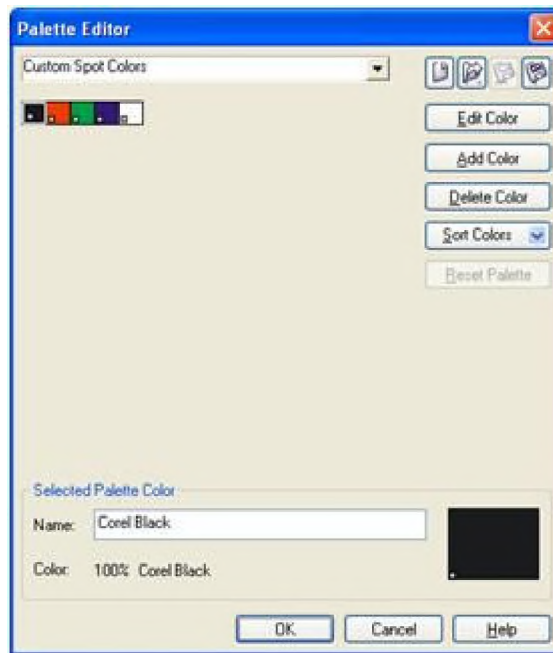 Palette Editor
Custom Spot Colors
Edit Color
Add Color
Delete Color
Sort Colors
Reset Palette
Selected Palette Color
Name: Corel Black
Color: 100% Corel Black
OK Cancel Help